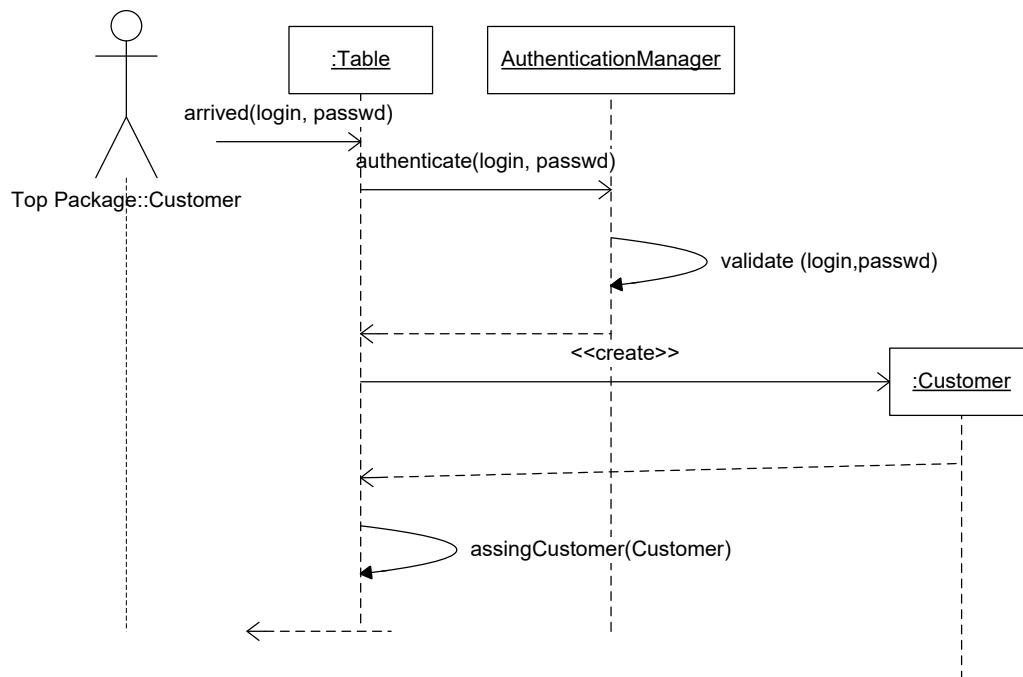 :Table
AuthenticationManager
arrived(login, passwd)
authenticate(login, passwd)
Top Package::Customer
validate (login,passwd)
<<create>>
:Customer
assingCustomer(Customer)